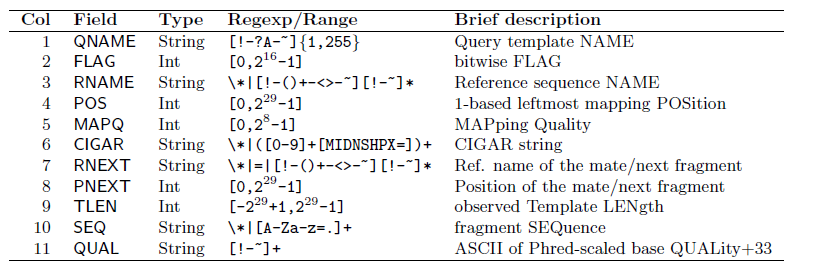 Col Field Type Regexp/Range Brief description
1 QNAME String [!-?A-~]{1,255} Query template NAME
2 FLAG Int [0,2^16-1] bitwise FLAG
3 RNAME String \*|[!-()+-<>-~][!-~]* Reference sequence NAME
4 POS Int [0,2^29-1] 1-based leftmost mapping POSition
5 MAPQ Int [0,2^8-1] MAPping Quality
6 CIGAR String \*|([0-9]+[MIDNSHPX=])+ CIGAR string
7 RNEXT String \*|=|[!-()+-<>-~][!-~]* Ref. name of the mate/next fragment
8 PNEXT Int [0,2^29-1] Position of the mate/next fragment
9 TLEN Int [-2^29+1,2^29-1] observed Template LENgth
10 SEQ String \*|[A-Za-z=.]+ fragment SEQuence
11 QUAL String [!-~]+ ASCII of Phred-scaled base QUALity+33